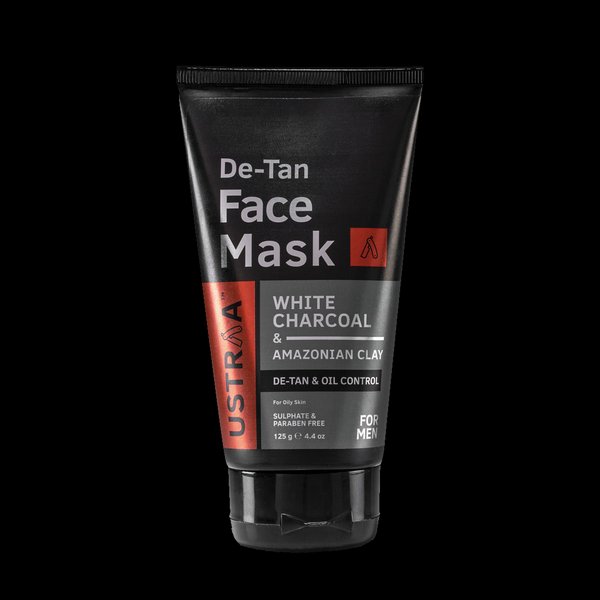 De-Tan
Face
Mask
USTRAA™
WHITE
CHARCOAL
&
AMAZONIAN CLAY
DE-TAN & OIL CONTROL
For Oily Skin
SULPHATE &
PARABEN FREE
125 g ℮ 4.4 oz
FOR
MEN